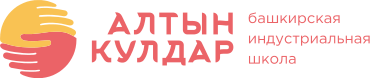 АЛТЫН
КУЛДАР
башкирская
индустриальная
школа